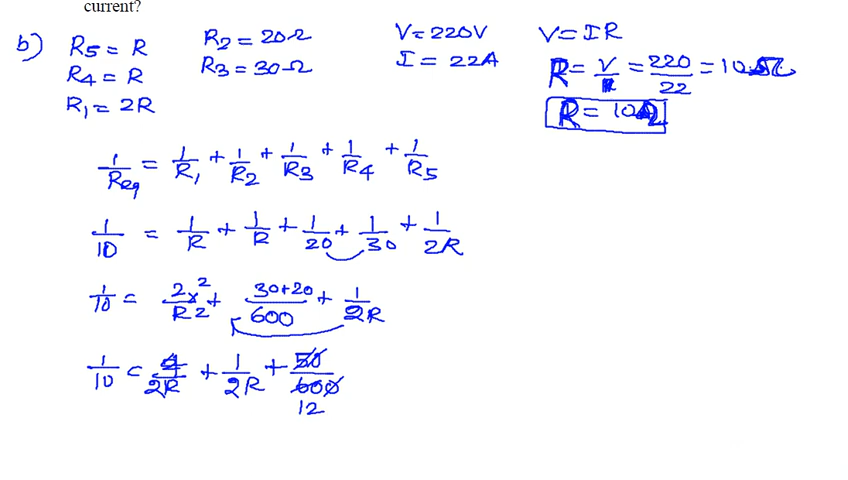 current?
b) R5 = R R2 = 20Ω V = 220V V = IR
R4 = R R3 = 30Ω I = 22A R = V/R = 220/22 = 10Ω
R1 = 2R R = 10Ω
1/REq = 1/R1 + 1/R2 + 1/R3 + 1/R4 + 1/R5
1/10 = 1/R + 1/R + 1/20 + 1/30 + 1/2R
1/10 = 2x2/R2 + 30+20/600 + 1/2R
1/10 = 4/2R + 1/2R + 50/600
12